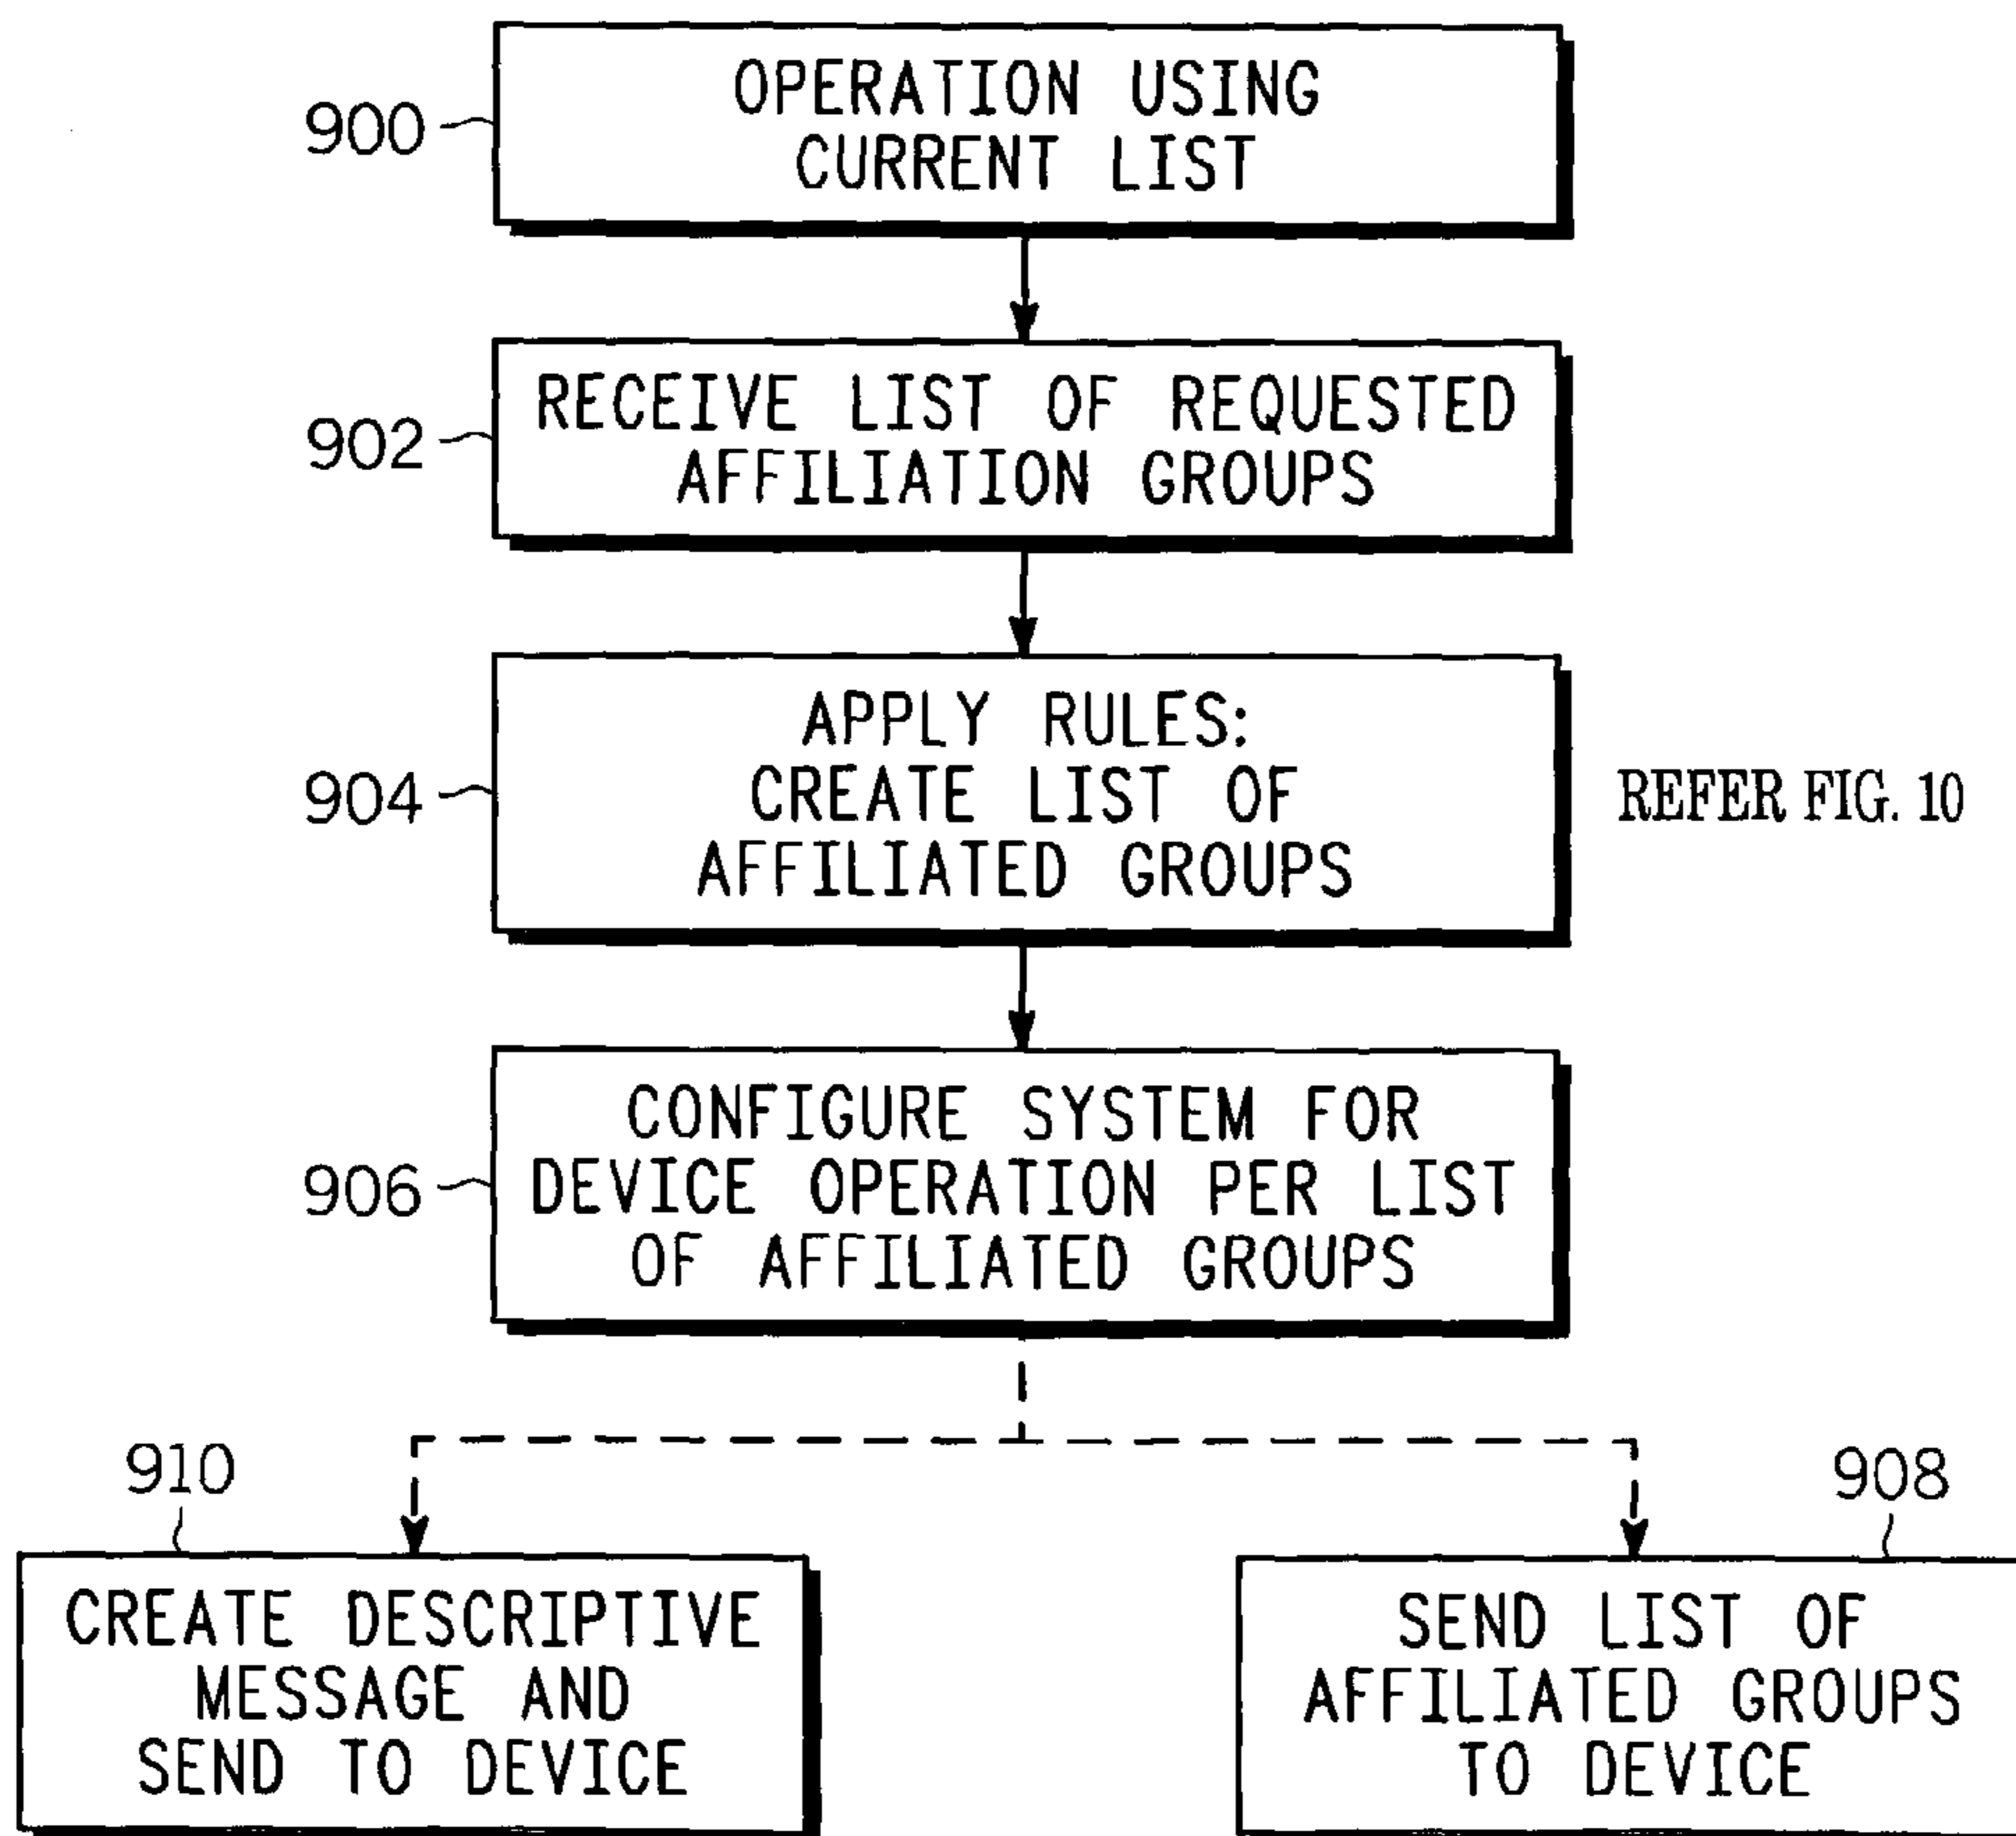 900
OPERATION USING
CURRENT LIST
902
RECEIVE LIST OF REQUESTED
AFFILIATION GROUPS
904
APPLY RULES:
CREATE LIST OF
AFFILIATED GROUPS
REFER FIG. 10
906
CONFIGURE SYSTEM FOR
DEVICE OPERATION PER LIST
OF AFFILIATED GROUPS
910
CREATE DESCRIPTIVE
MESSAGE AND
SEND TO DEVICE
908
SEND LIST OF
AFFILIATED GROUPS
TO DEVICE